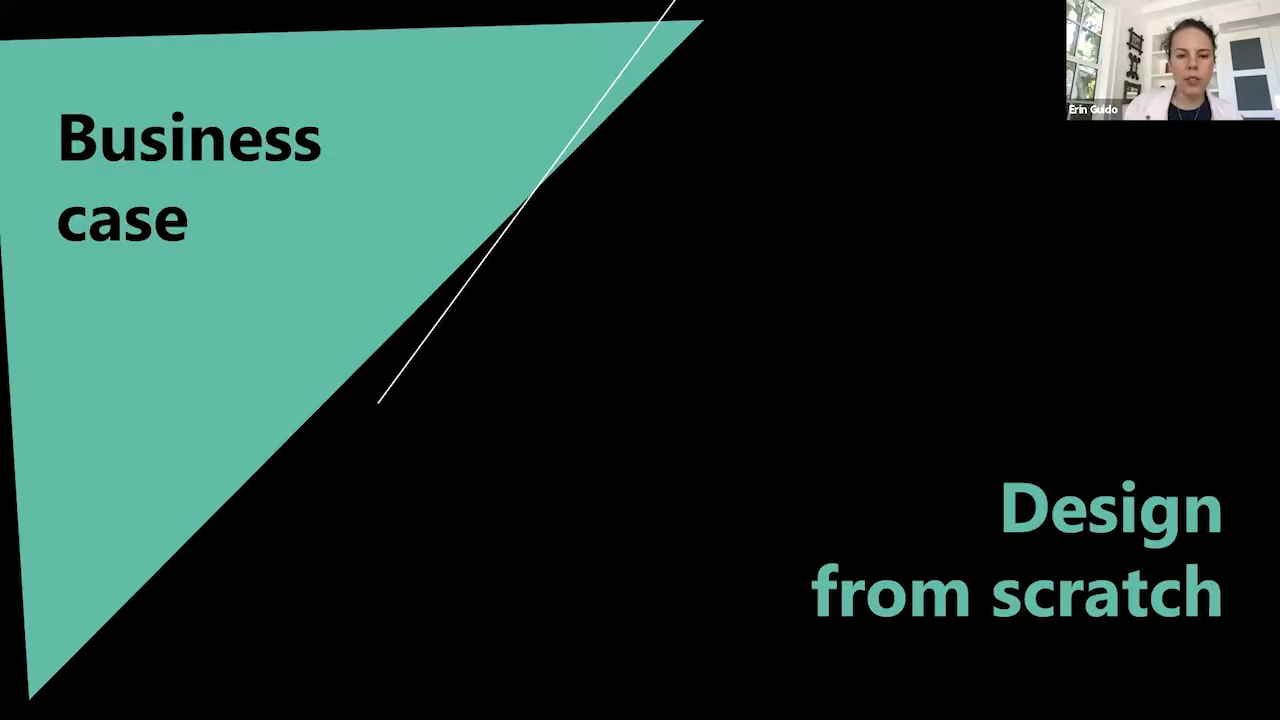 Business
case
Erin Guido
Design
from scratch